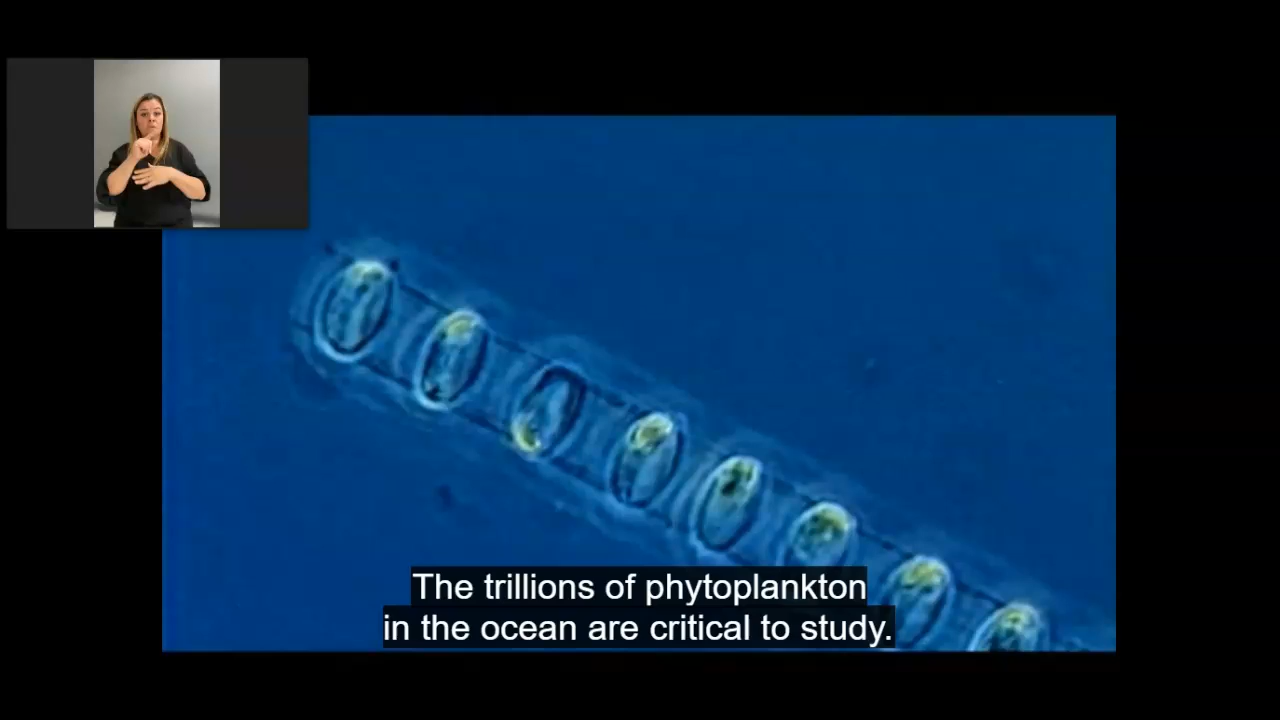 The trillions of phytoplankton
in the ocean are critical to study.